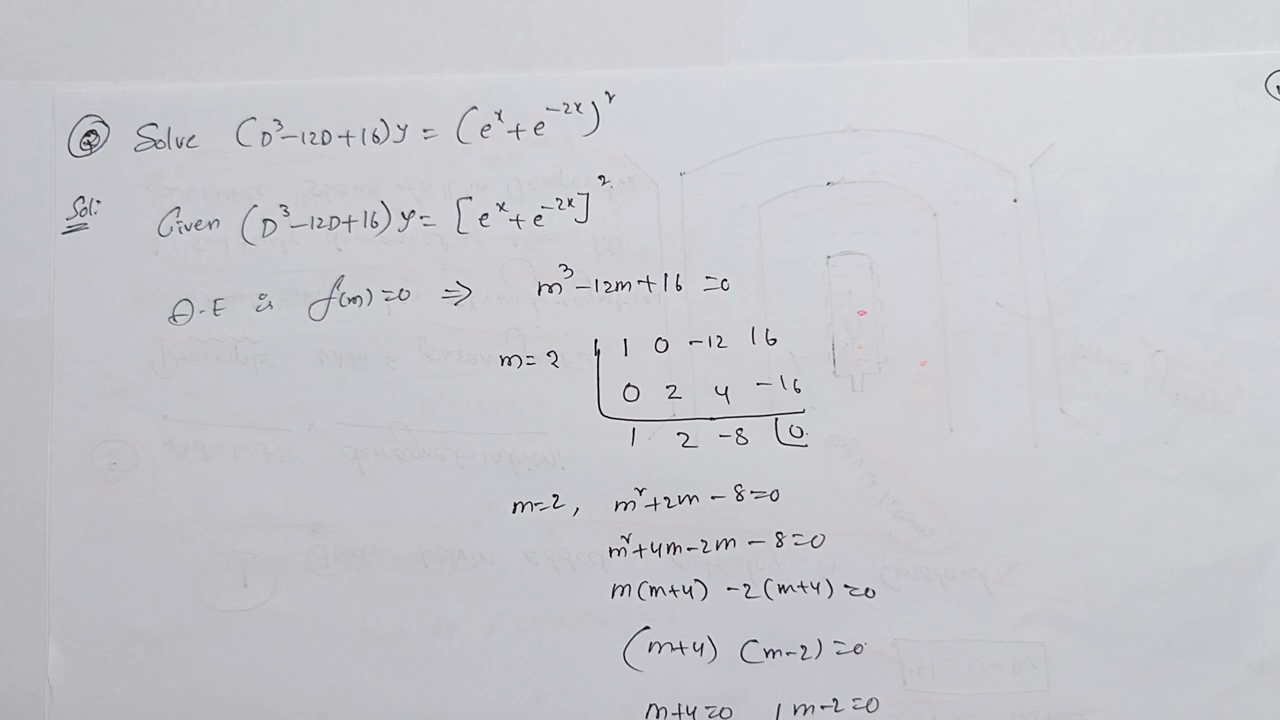 Q Solve (D³-12D+16)y = (eˣ+e⁻²ˣ)²
Sol: Given (D³-12D+16)y = [eˣ+e⁻²ˣ]²
A.E is f(m)=0 ⇒ m³-12m+16=0
m=2 | 1 0 -12 16
0 2 4 -16
1 2 -8 |0
m=2, m²+2m-8=0
m²+4m-2m-8=0
m(m+4) -2(m+4)=0
(m+4) (m-2)=0
m+4=0, m-2=0